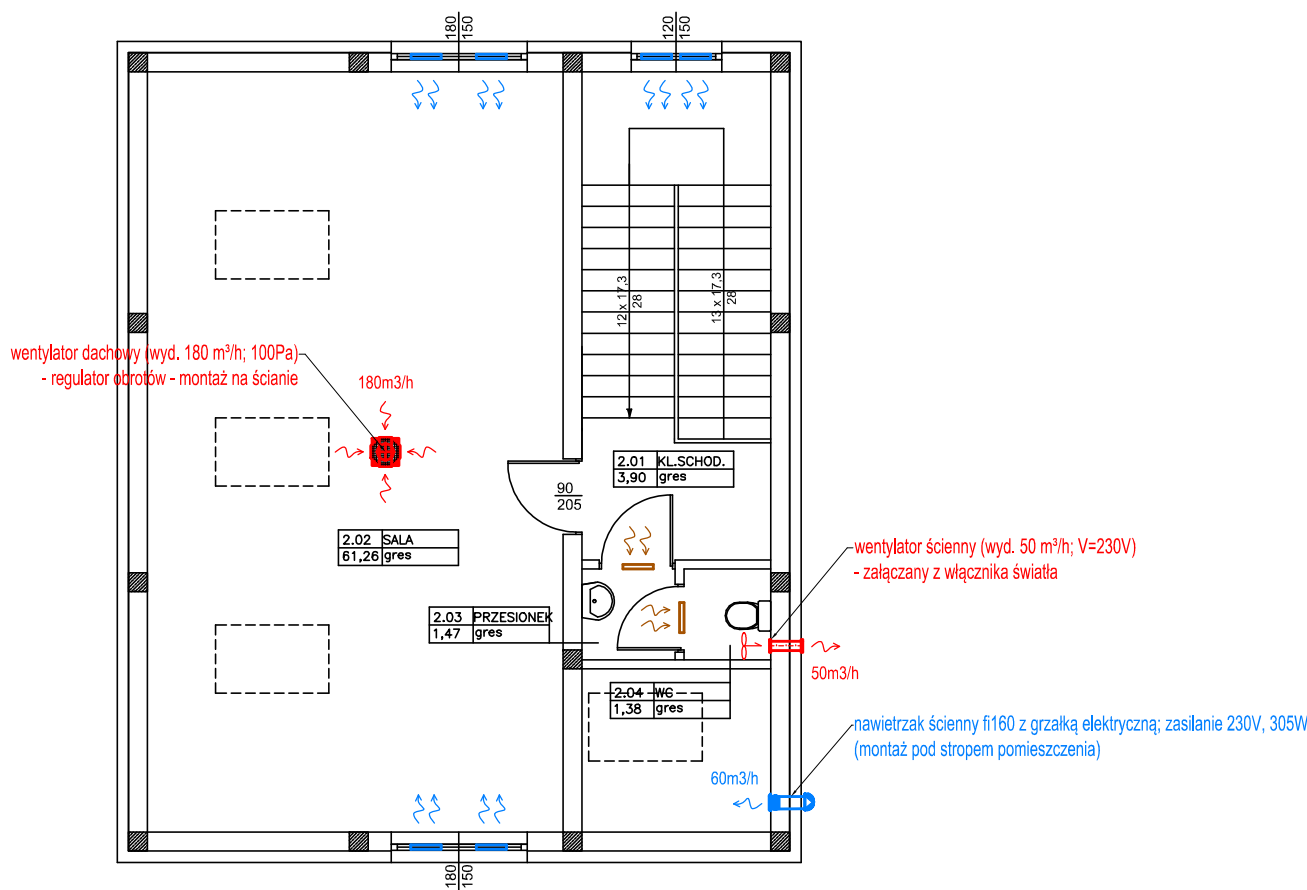 180
150
120
150
12 x 17,3
28
13 x 17,3
28
wentylator dachowy (wyd. 180 m³/h; 100Pa)
- regulator obrotów - montaż na ścianie
180m3/h
2.01 KL.SCHOD.
3,90 gres
90
205
2.02 SALA
61,26 gres
wentylator ścienny (wyd. 50 m³/h; V=230V)
- załączany z włącznika światła
2.03 PRZESIONEK
1,47 gres
50m3/h
2.04 WC
1,38 gres
nawietrzak ścienny fi160 z grzałką elektryczną; zasilanie 230V, 305W
(montaż pod stropem pomieszczenia)
60m3/h
180
150